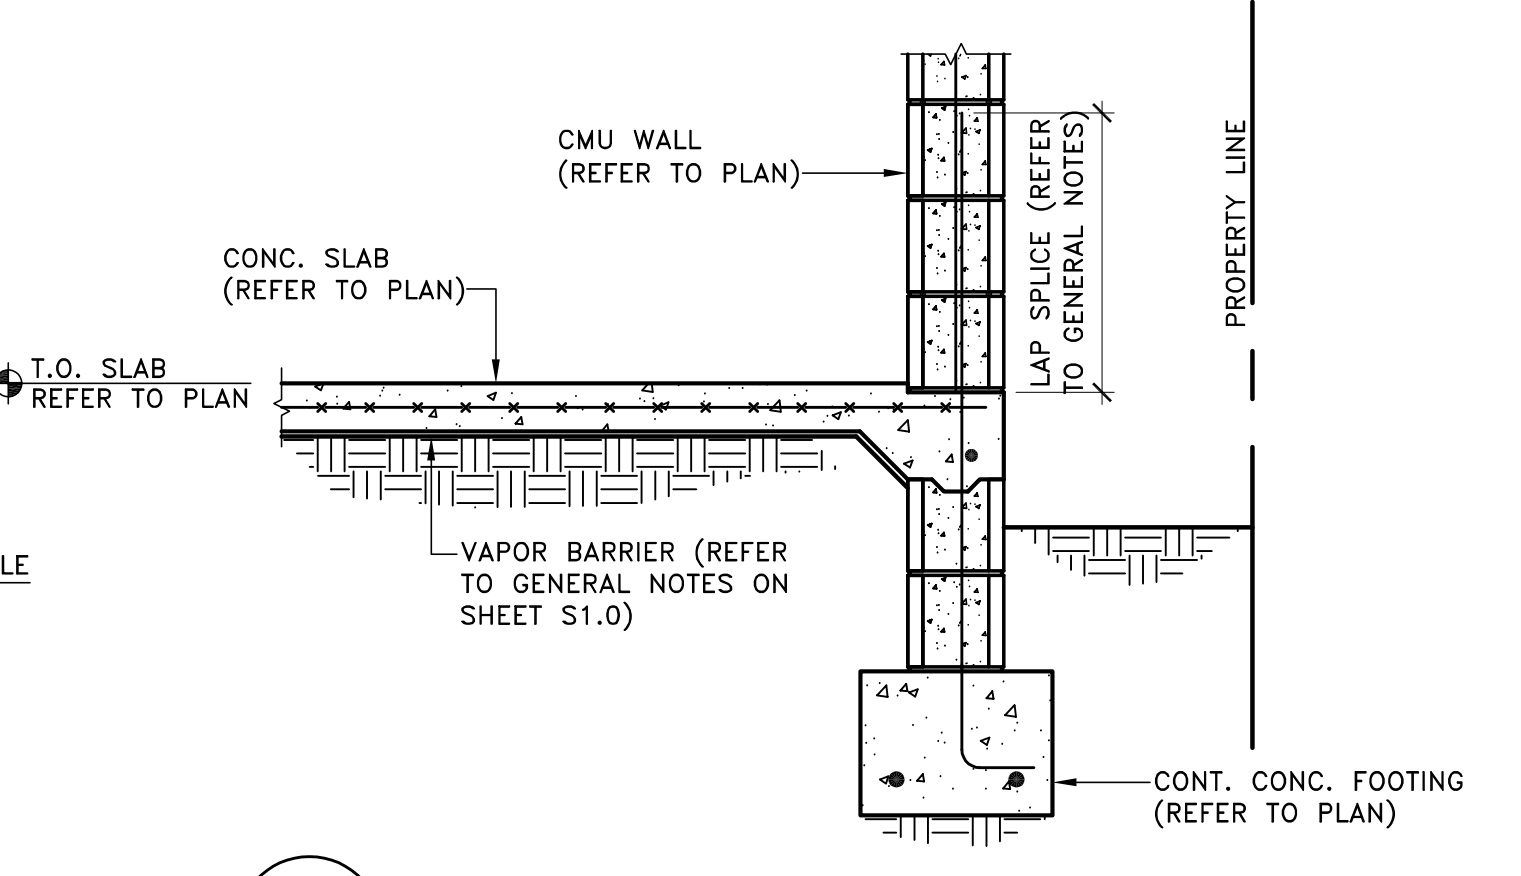 CMU WALL
(REFER TO PLAN)
LAP SPLICE (REFER
TO GENERAL NOTES)
PROPERTY LINE
CONC. SLAB
(REFER TO PLAN)
T.O. SLAB
REFER TO PLAN
VAPOR BARRIER (REFER
TO GENERAL NOTES ON
SHEET S1.0)
LE
CONT. CONC. FOOTING
(REFER TO PLAN)